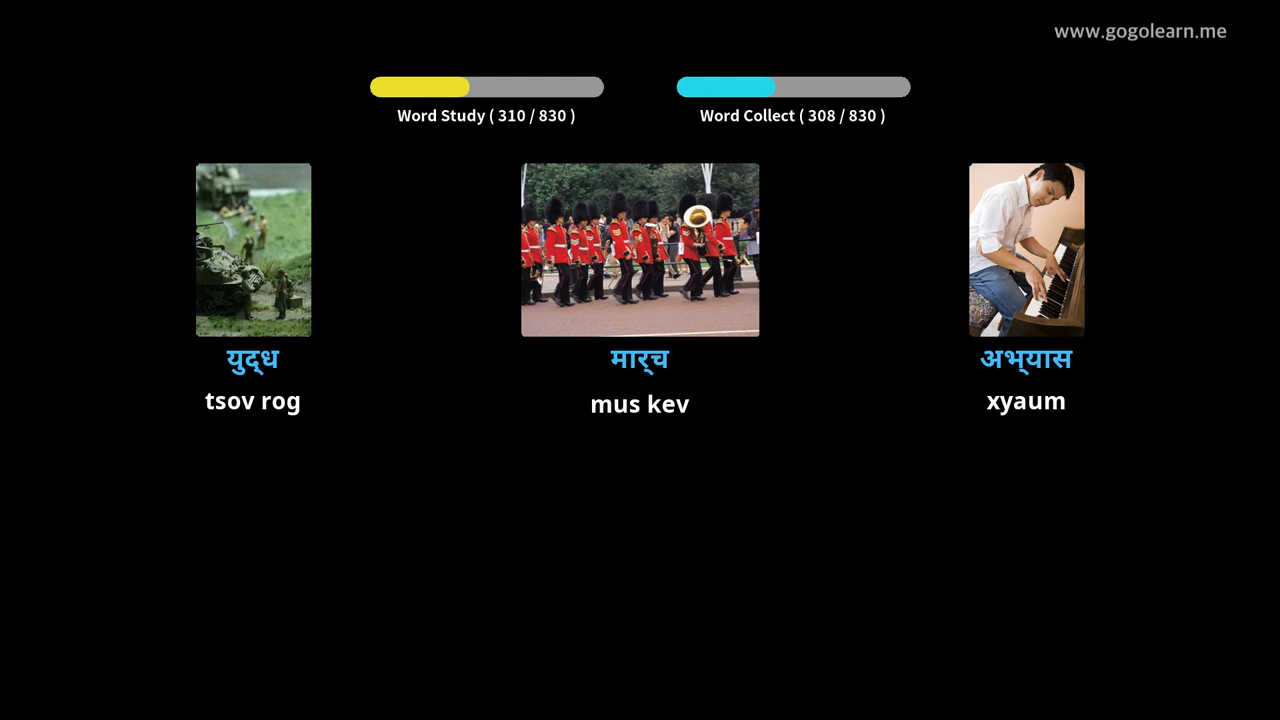 www.gogolearn.me
Word Study ( 310 / 830 )
Word Collect ( 308 / 830 )
युद्ध
मार्च
अभ्यास
tsov rog
mus kev
xyaum